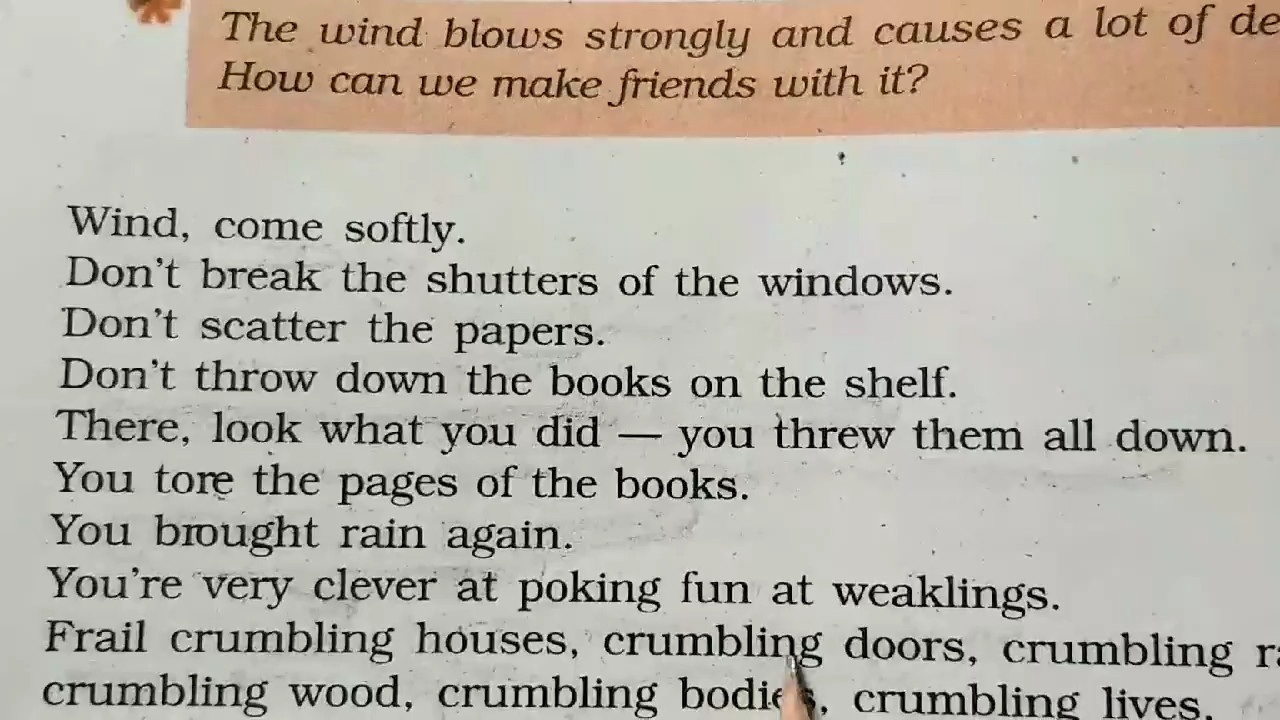 The wind blows strongly and causes a lot of
How can we make friends with it?
Wind, come softly.
Don't break the shutters of the windows.
Don't scatter the papers.
Don't throw down the books on the shelf.
There, look what you did — you threw them all down.
You tore the pages of the books.
You brought rain again.
You're very clever at poking fun at weaklings.
Frail crumbling houses, crumbling doors, crumbling
crumbling wood, crumbling bodies, crumbling lives,